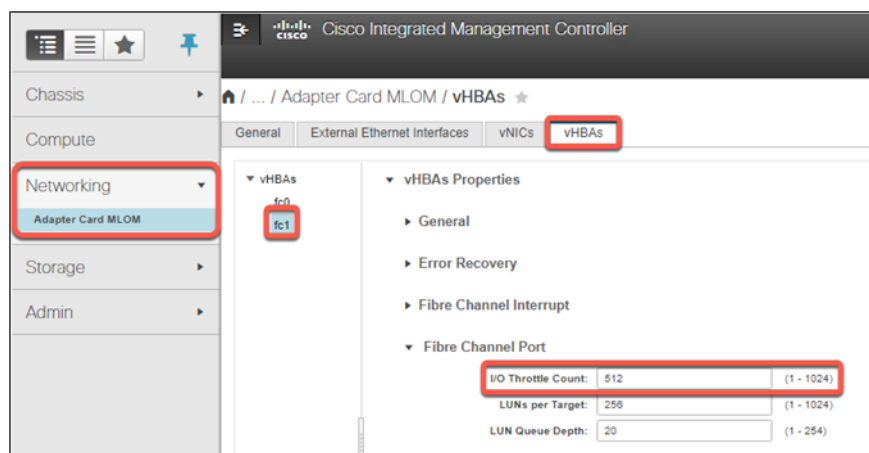 CISCO Cisco Integrated Management Controller
/ ... / Adapter Card MLOM / vHBAs
General External Ethernet Interfaces vNICs vHBAs
Chassis
Compute
Networking
Adapter Card MLOM
Storage
Admin
vHBAs
fc0
fc1
vHBAs Properties
General
Error Recovery
Fibre Channel Interrupt
Fibre Channel Port
I/O Throttle Count: 512 (1 - 1024)
LUNs per Target: 256 (1 - 1024)
LUN Queue Depth: 20 (1 - 254)